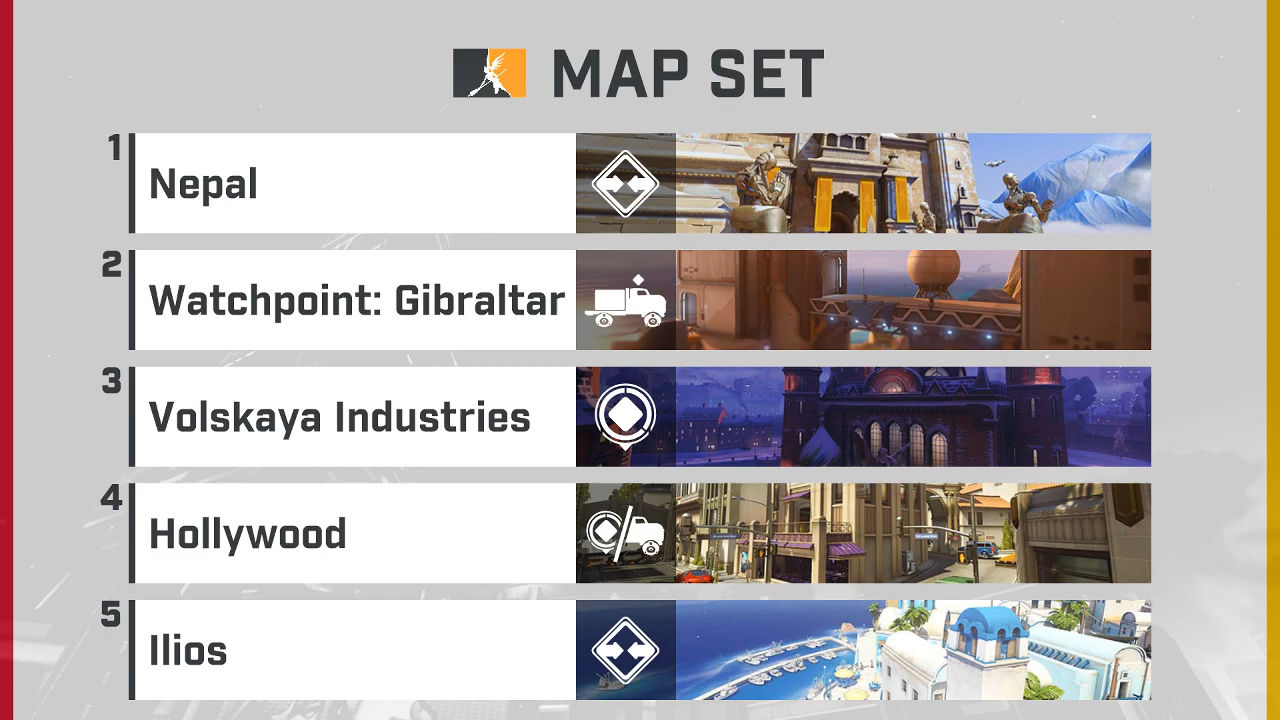 MAP SET
1
Nepal
2
Watchpoint: Gibraltar
3
Volskaya Industries
4
Hollywood
5
Ilios